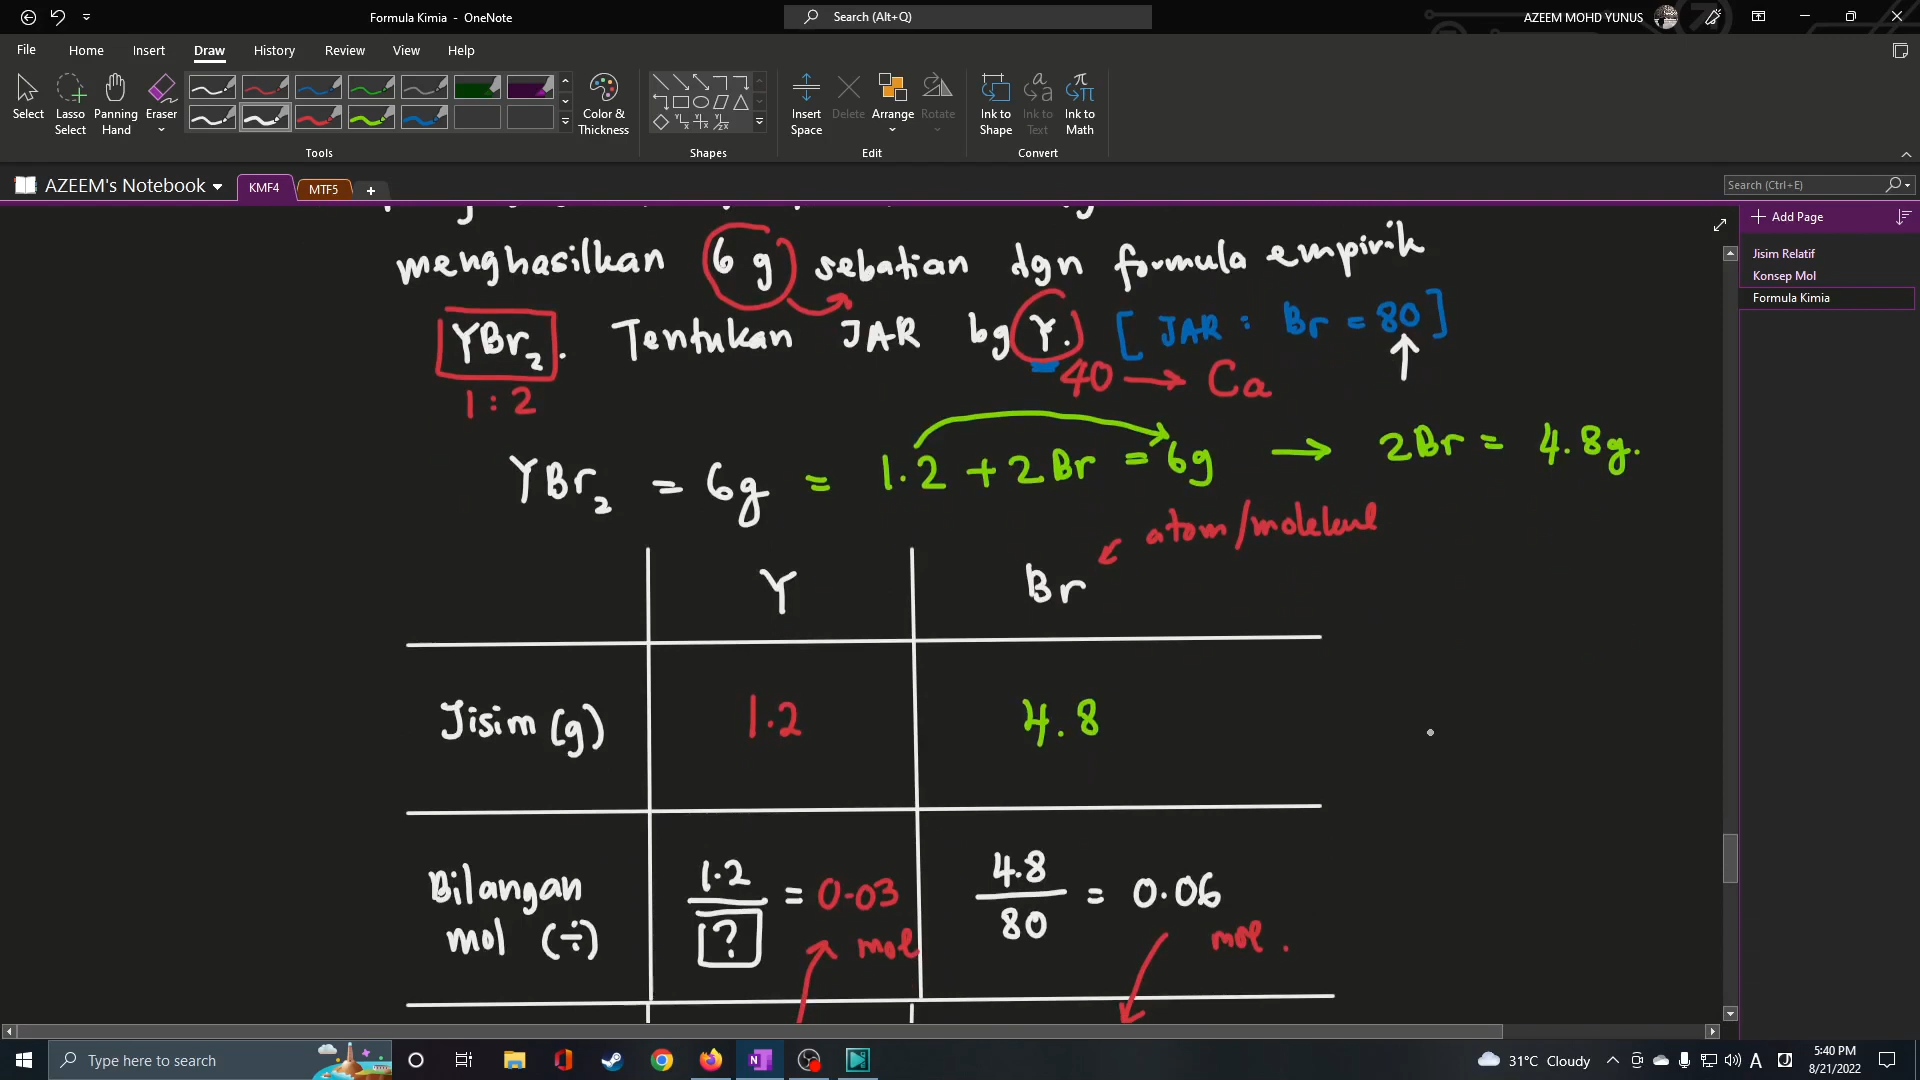 Formula Kimia - OneNote
Search (Alt+Q)
AZEEM MOHD YUNUS
File Home Insert Draw History Review View Help
Select
Lasso Select
Panning Hand
Eraser
Color & Thickness
Insert Space
Delete
Arrange
Rotate
Ink to Shape
Ink to Text
Ink to Math
Tools
Shapes
Edit
Convert
AZEEM's Notebook
KMF4
MTF5
Search (Ctrl+E)
Add Page
Jisim Relatif
Konsep Mol
Formula Kimia
menghasilkan 6 g sebatian dgn formula empirik
YBr2. Tentukan JAR bg Y. [JAR : Br = 80]
1 : 2
40 → Ca
YBr2 = 6g = 1.2 + 2Br = 6g → 2Br = 4.8g.
atom/molekul
Y Br
Jisim (g) 1.2 4.8
Bilangan mol (÷)
1.2/? = 0.03 mol
4.8/80 = 0.06 mol.
Type here to search
31°C Cloudy
A
5:40 PM
8/21/2022